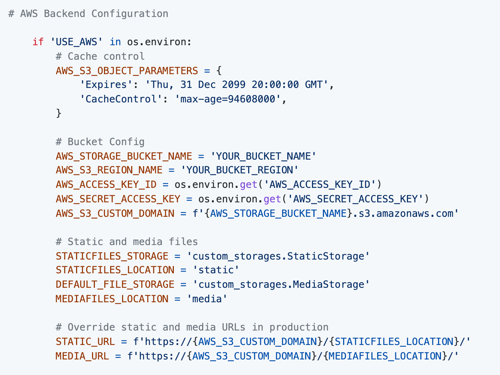 # AWS Backend Configuration
if 'USE_AWS' in os.environ:
# Cache control
AWS_S3_OBJECT_PARAMETERS = {
'Expires': 'Thu, 31 Dec 2099 20:00:00 GMT',
'CacheControl': 'max-age=94608000',
}
# Bucket Config
AWS_STORAGE_BUCKET_NAME = 'YOUR_BUCKET_NAME'
AWS_S3_REGION_NAME = 'YOUR_BUCKET_REGION'
AWS_ACCESS_KEY_ID = os.environ.get('AWS_ACCESS_KEY_ID')
AWS_SECRET_ACCESS_KEY = os.environ.get('AWS_SECRET_ACCESS_KEY')
AWS_S3_CUSTOM_DOMAIN = f'{AWS_STORAGE_BUCKET_NAME}.s3.amazonaws.com'
# Static and media files
STATICFILES_STORAGE = 'custom_storages.StaticStorage'
STATICFILES_LOCATION = 'static'
DEFAULT_FILE_STORAGE = 'custom_storages.MediaStorage'
MEDIAFILES_LOCATION = 'media'
# Override static and media URLs in production
STATIC_URL = f'https://{AWS_S3_CUSTOM_DOMAIN}/{STATICFILES_LOCATION}/'
MEDIA_URL = f'https://{AWS_S3_CUSTOM_DOMAIN}/{MEDIAFILES_LOCATION}/'